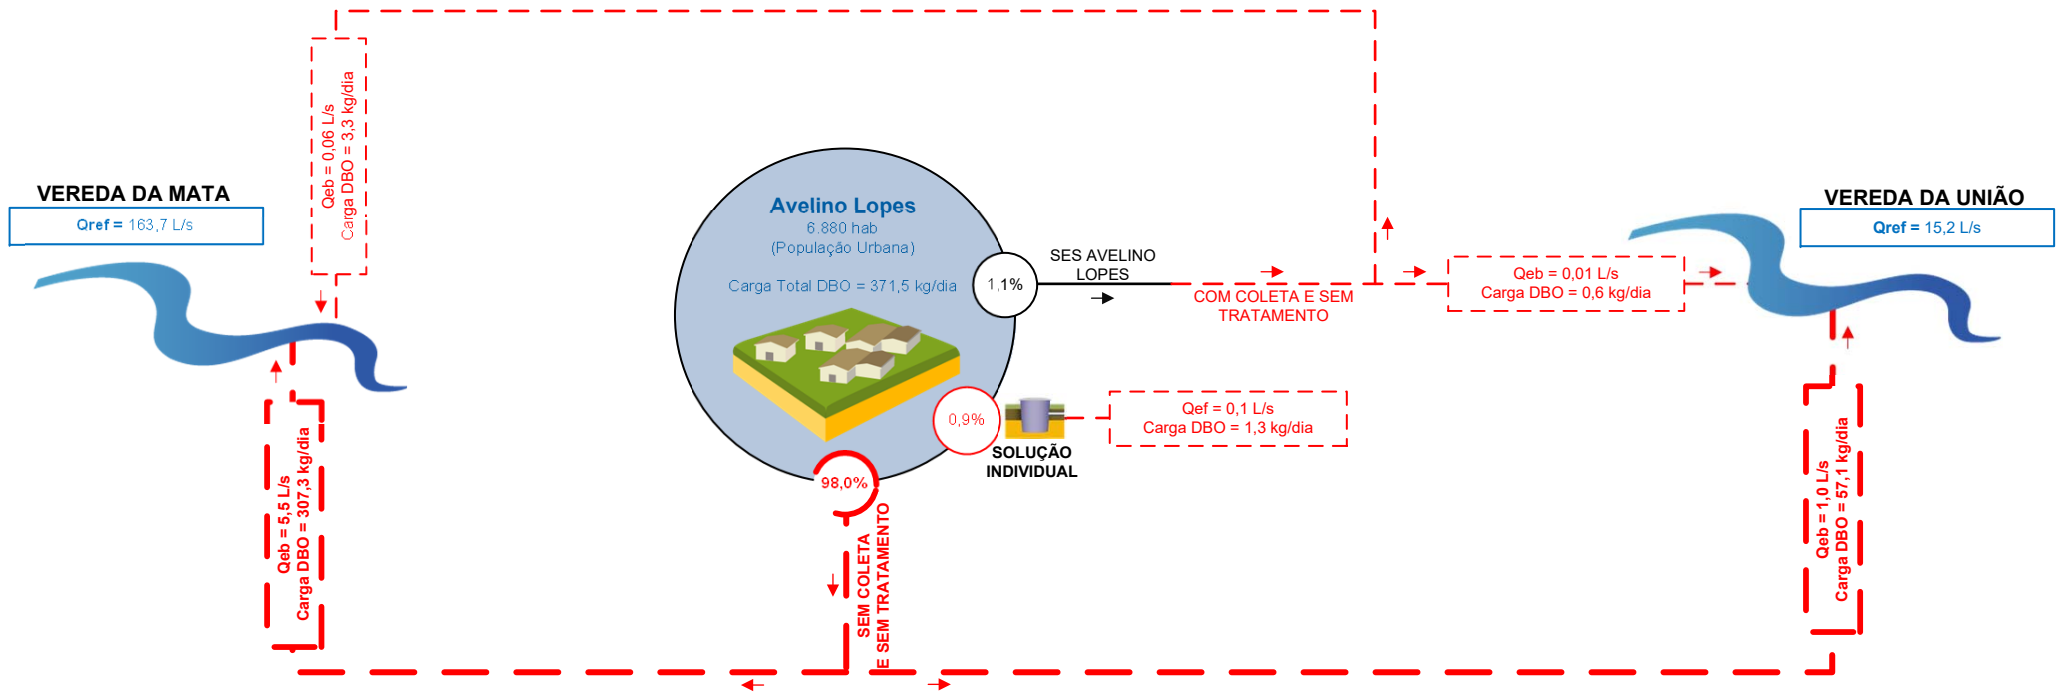 Qeb = 0,06 L/s
Carga DBO = 3,3 kg/dia
VEREDA DA MATA
Qref = 163,7 L/s
Avelino Lopes
6.880 hab
(População Urbana)
Carga Total DBO = 371,5 kg/dia
1,1%
SES AVELINO
LOPES
COM COLETA E SEM
TRATAMENTO
Qeb = 0,01 L/s
Carga DBO = 0,6 kg/dia
VEREDA DA UNIÃO
Qref = 15,2 L/s
0,9%
SOLUÇÃO
INDIVIDUAL
Qef = 0,1 L/s
Carga DBO = 1,3 kg/dia
98,0%
SEM COLETA
E SEM TRATAMENTO
Qeb = 5,5 L/s
Carga DBO = 307,3 kg/dia
Qeb = 1,0 L/s
Carga DBO = 57,1 kg/dia